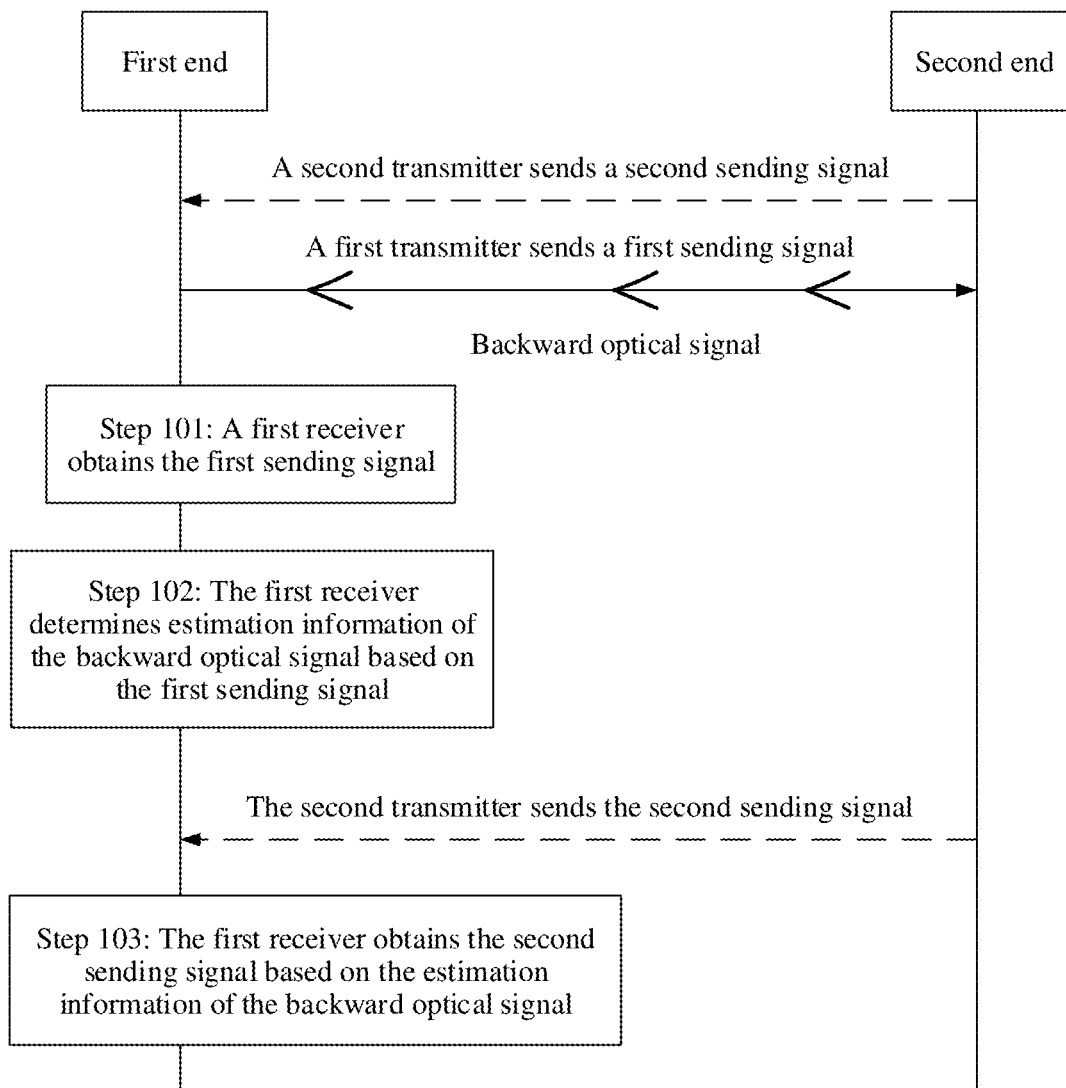 First end
Second end
A second transmitter sends a second sending signal
A first transmitter sends a first sending signal
Backward optical signal
Step 101: A first receiver
obtains the first sending signal
Step 102: The first receiver
determines estimation information of
the backward optical signal based on
the first sending signal
The second transmitter sends the second sending signal
Step 103: The first receiver obtains the second
sending signal based on the estimation
information of the backward optical signal